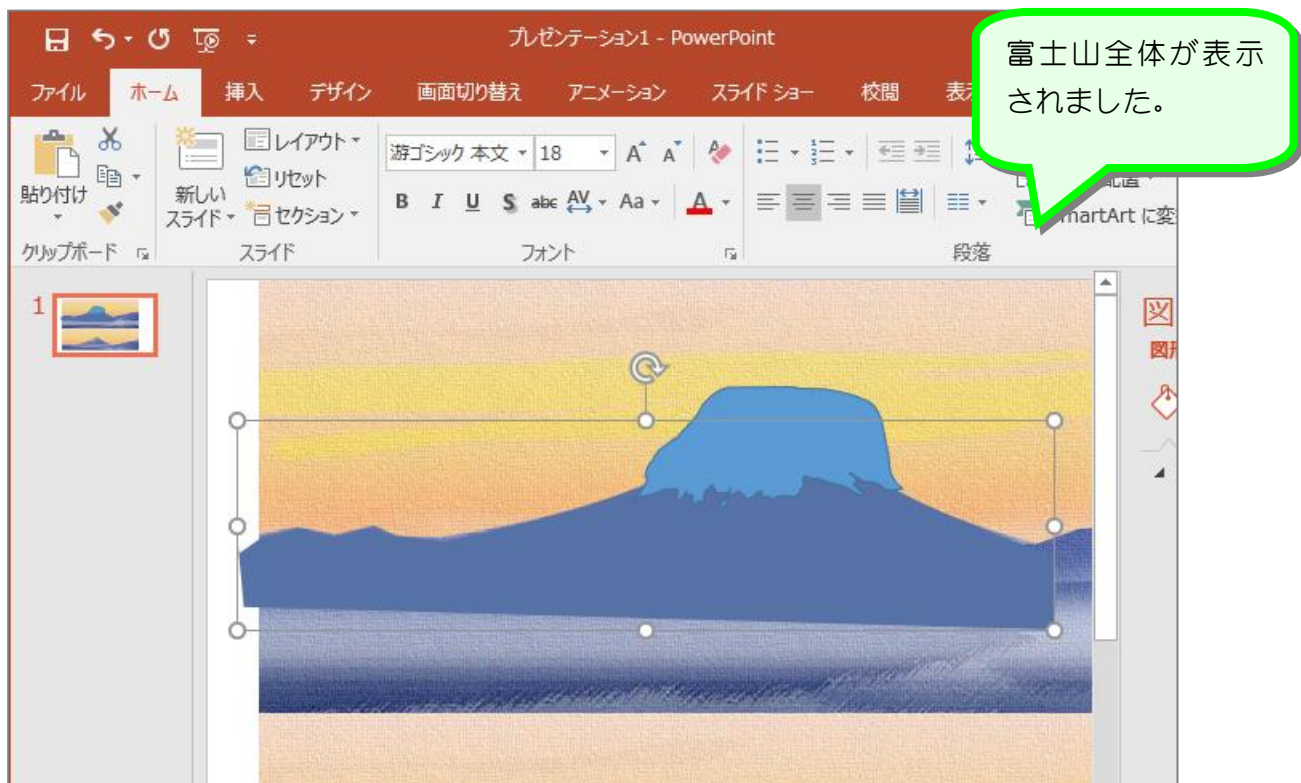 プレゼンテーション1 - PowerPoint
富士山全体が表示
されました。
ファイル ホーム 挿入 デザイン 画面切り替え アニメーション スライド ショー 校閲
貼り付け
新しい
スライド
レイアウト
リセット
セクション
游ゴシック 本文 18
B I U S abc AV Aa A
SmartArt に変
クリップボード スライド フォント 段落
1
図
図形